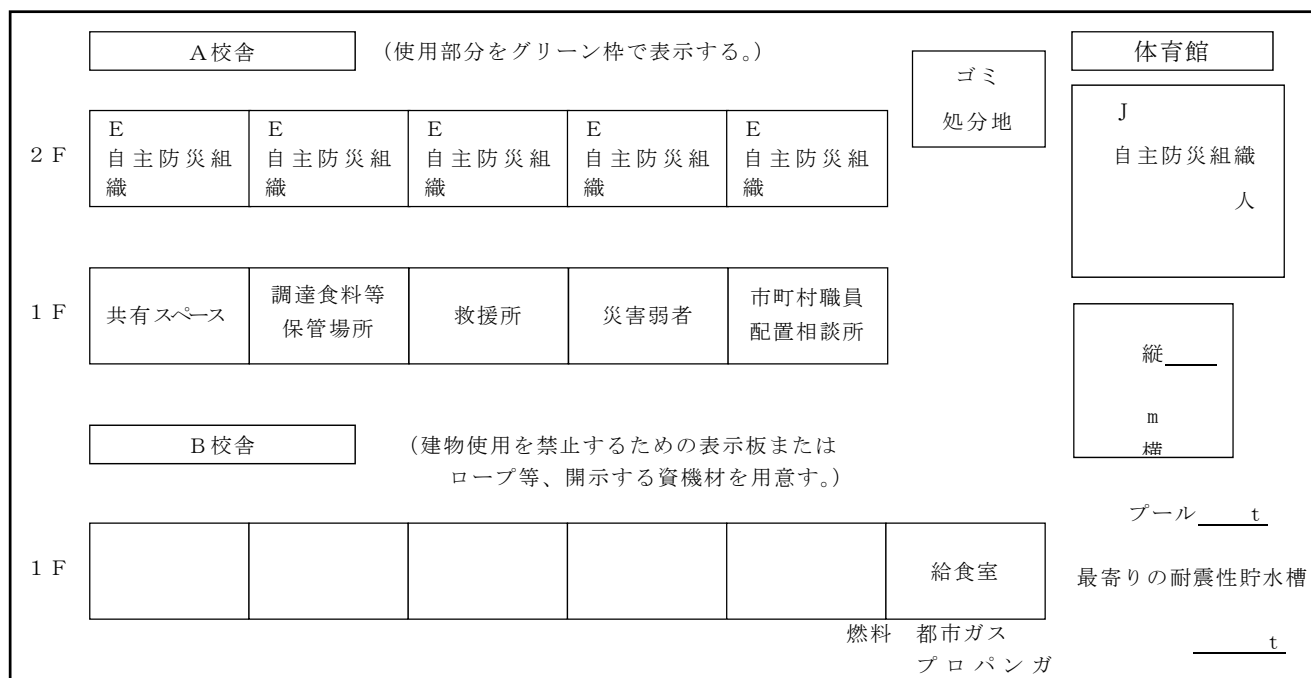 A校舎 (使用部分をグリーン枠で表示する。)
ゴミ
処分地
体育館
2F
E
自主防災組
織
E
自主防災組
織
E
自主防災組
織
E
自主防災組
織
E
自主防災組
織
J
自主防災組織
人
1F
共有スペース
調達食料等
保管場所
救援所
災害弱者
市町村職員
配置相談所
縦
m
横
B校舎 (建物使用を禁止するための表示板または
ロープ等、開示する資機材を用意す。)
プール t
1F
給食室
最寄りの耐震性貯水槽
t
燃料 都市ガス
プロパンガ